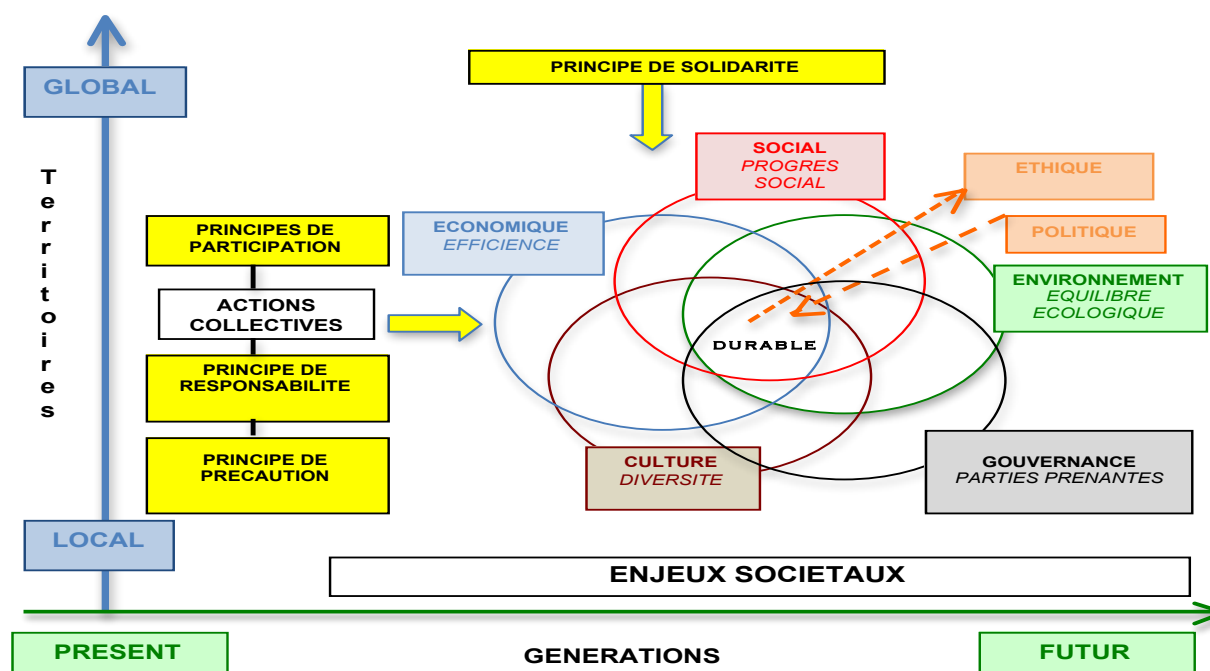 PRINCIPE DE SOLIDARITE
GLOBAL
Territoires
SOCIAL
PROGRES
SOCIAL
ETHIQUE
POLITIQUE
PRINCIPES DE
PARTICIPATION
ECONOMIQUE
EFFICIENCE
ENVIRONNEMENT
EQUILIBRE
ECOLOGIQUE
ACTIONS
COLLECTIVES
DURABLE
PRINCIPE DE
RESPONSABILITE
PRINCIPE DE
PRECAUTION
CULTURE
DIVERSITE
GOUVERNANCE
PARTIES PRENANTES
LOCAL
ENJEUX SOCIETAUX
PRESENT
GENERATIONS
FUTUR